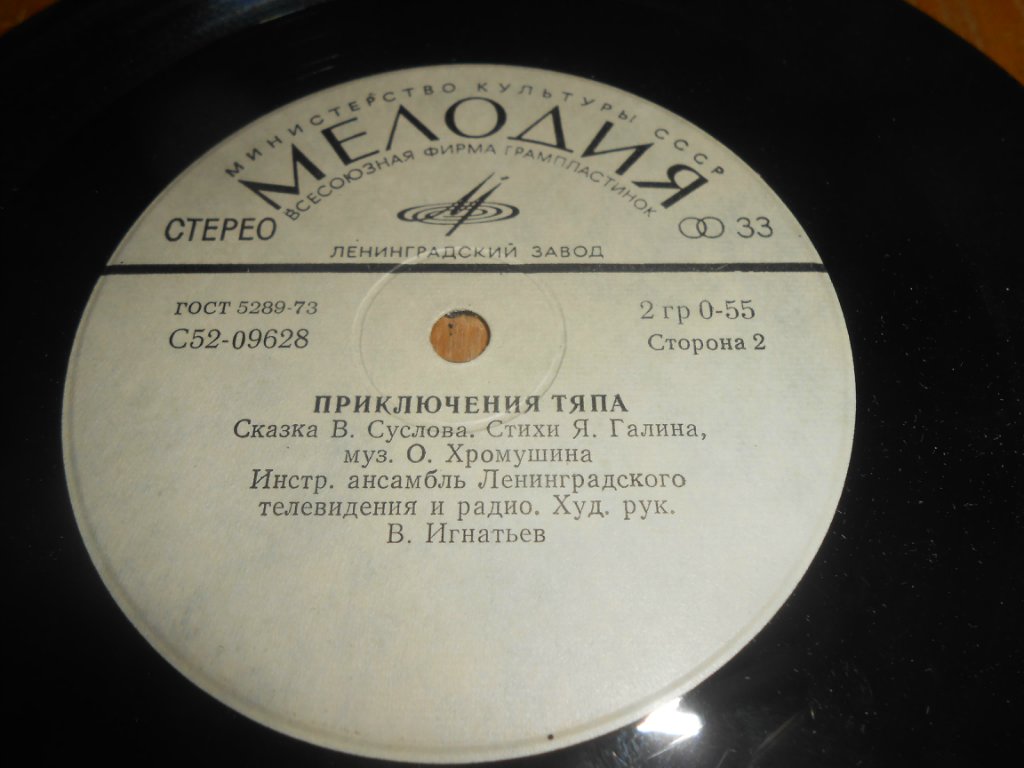 МИНИСТЕРСТВО КУЛЬТУРЫ СССР
МЕЛОДИЯ
ВСЕСОЮЗНАЯ ФИРМА ГРАМПЛАСТИНОК
СТЕРЕО
33
ЛЕНИНГРАДСКИЙ ЗАВОД
ГОСТ 5289-73
2 гр 0-55
С52-09628
Сторона 2
ПРИКЛЮЧЕНИЯ ТЯПА
Сказка В. Суслова. Стихи Я. Галина,
муз. О. Хромушина
Инстр. ансамбль Ленинградского
телевидения и радио. Худ. рук.
В. Игнатьев